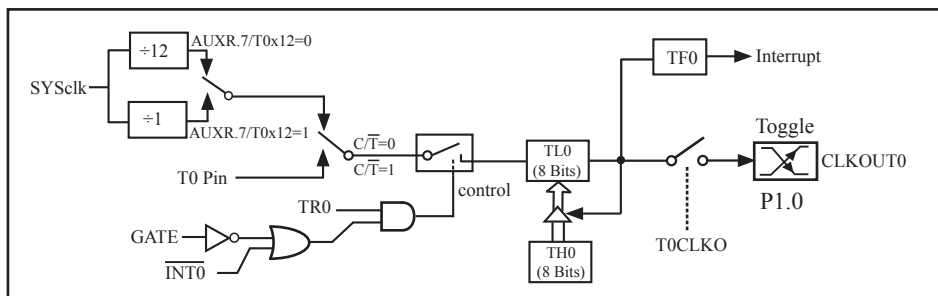 ÷12
AUXR.7/T0x12=0
SYSclk
÷1
AUXR.7/T0x12=1
C/T̅=0
C/T̅=1
T0 Pin
control
TR0
GATE
I̅N̅T̅0̅
TL0
(8 Bits)
TH0
(8 Bits)
TF0
Interrupt
Toggle
CLKOUT0
P1.0
T0CLKO